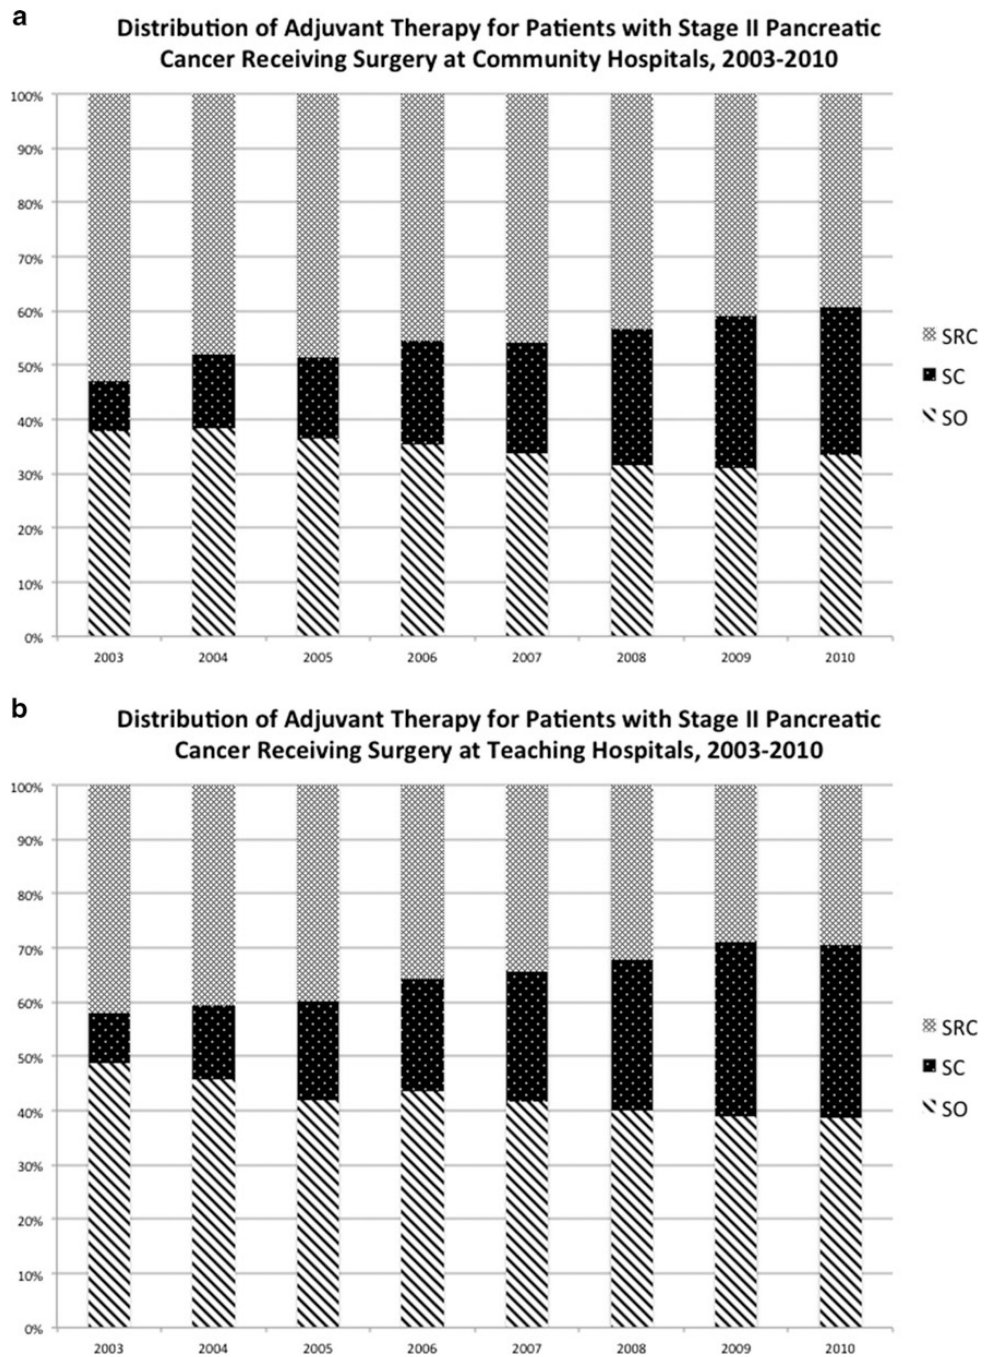 a
Distribution of Adjuvant Therapy for Patients with Stage II Pancreatic
Cancer Receiving Surgery at Community Hospitals, 2003-2010
100%
90%
80%
70%
60%
50%
40%
30%
20%
10%
0%
2003 2004 2005 2006 2007 2008 2009 2010
SRC
SC
SO
b
Distribution of Adjuvant Therapy for Patients with Stage II Pancreatic
Cancer Receiving Surgery at Teaching Hospitals, 2003-2010
100%
90%
80%
70%
60%
50%
40%
30%
20%
10%
0%
2003 2004 2005 2006 2007 2008 2009 2010
SRC
SC
SO